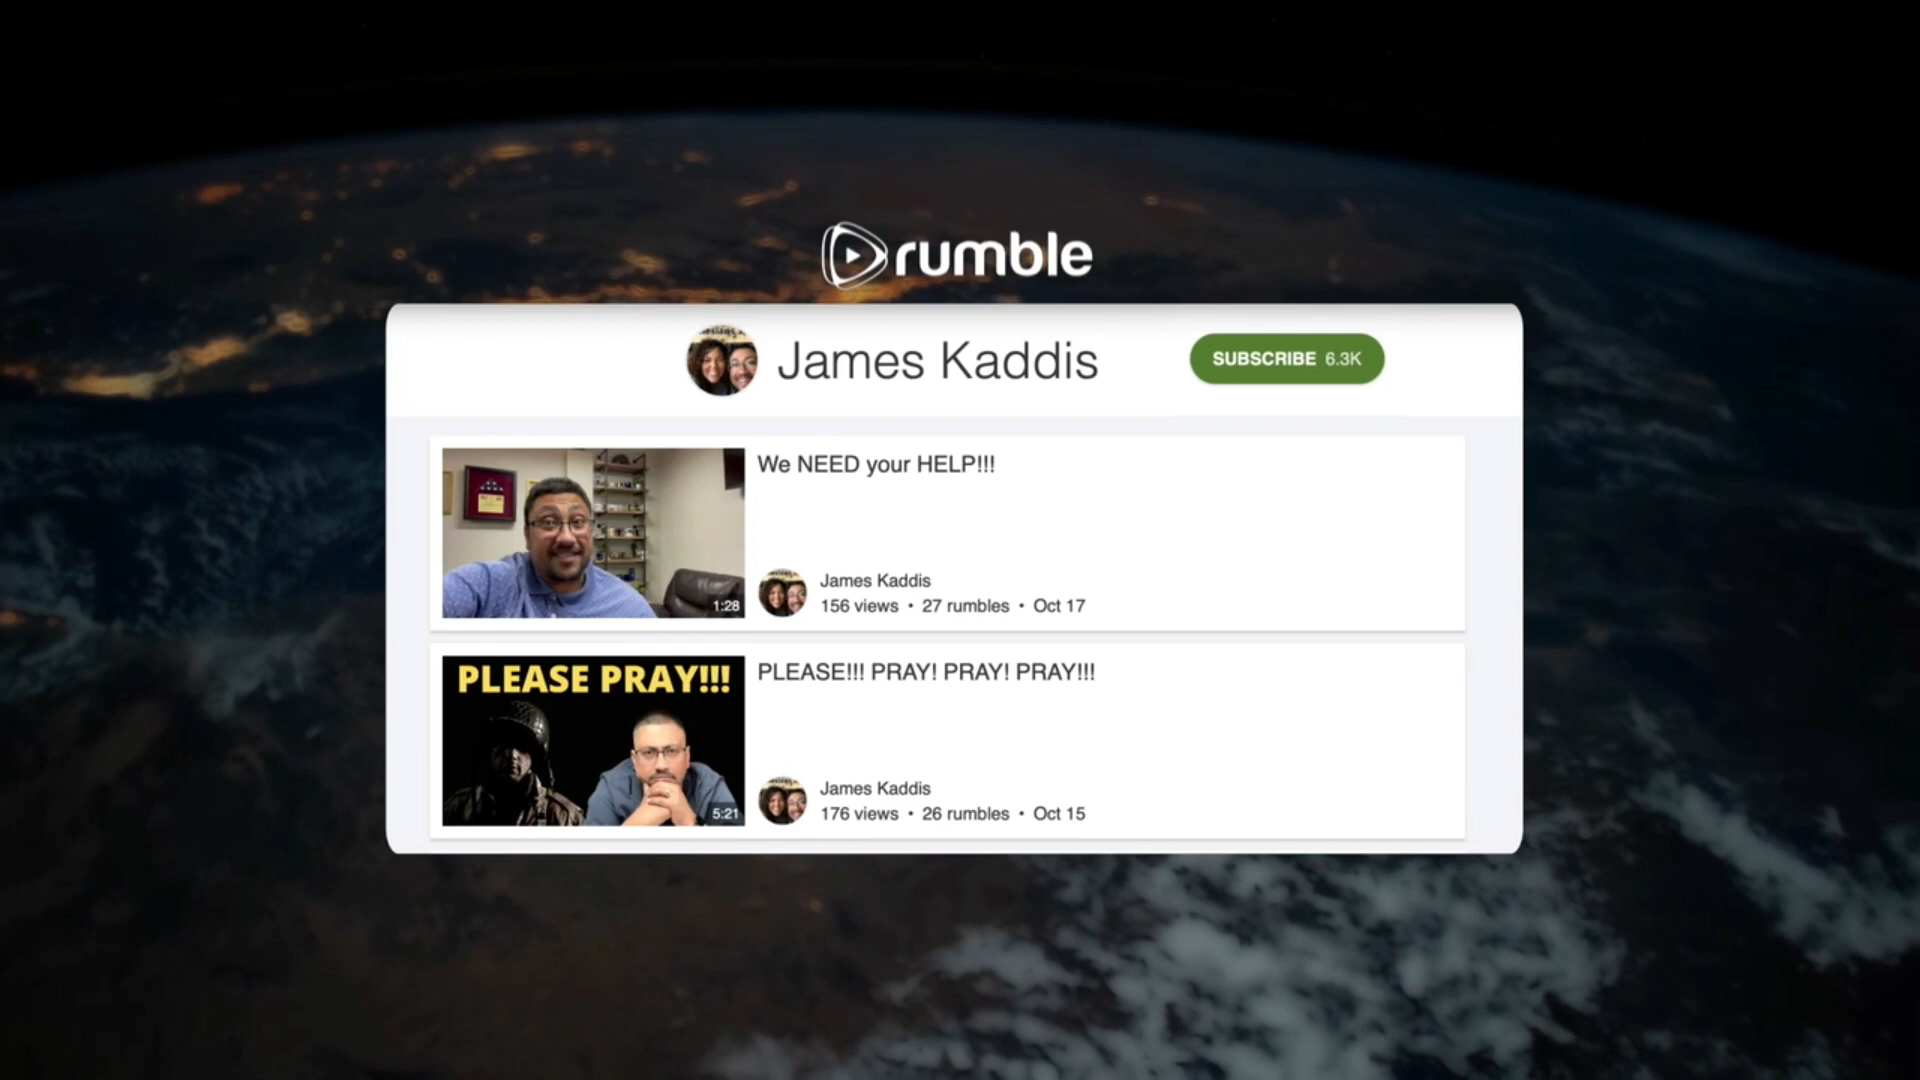 rumble
James Kaddis
SUBSCRIBE 6.3K
We NEED your HELP!!!
1:28
James Kaddis
156 views • 27 rumbles • Oct 17
PLEASE PRAY!!!
PLEASE!!! PRAY! PRAY! PRAY!!!
5:21
James Kaddis
176 views • 26 rumbles • Oct 15